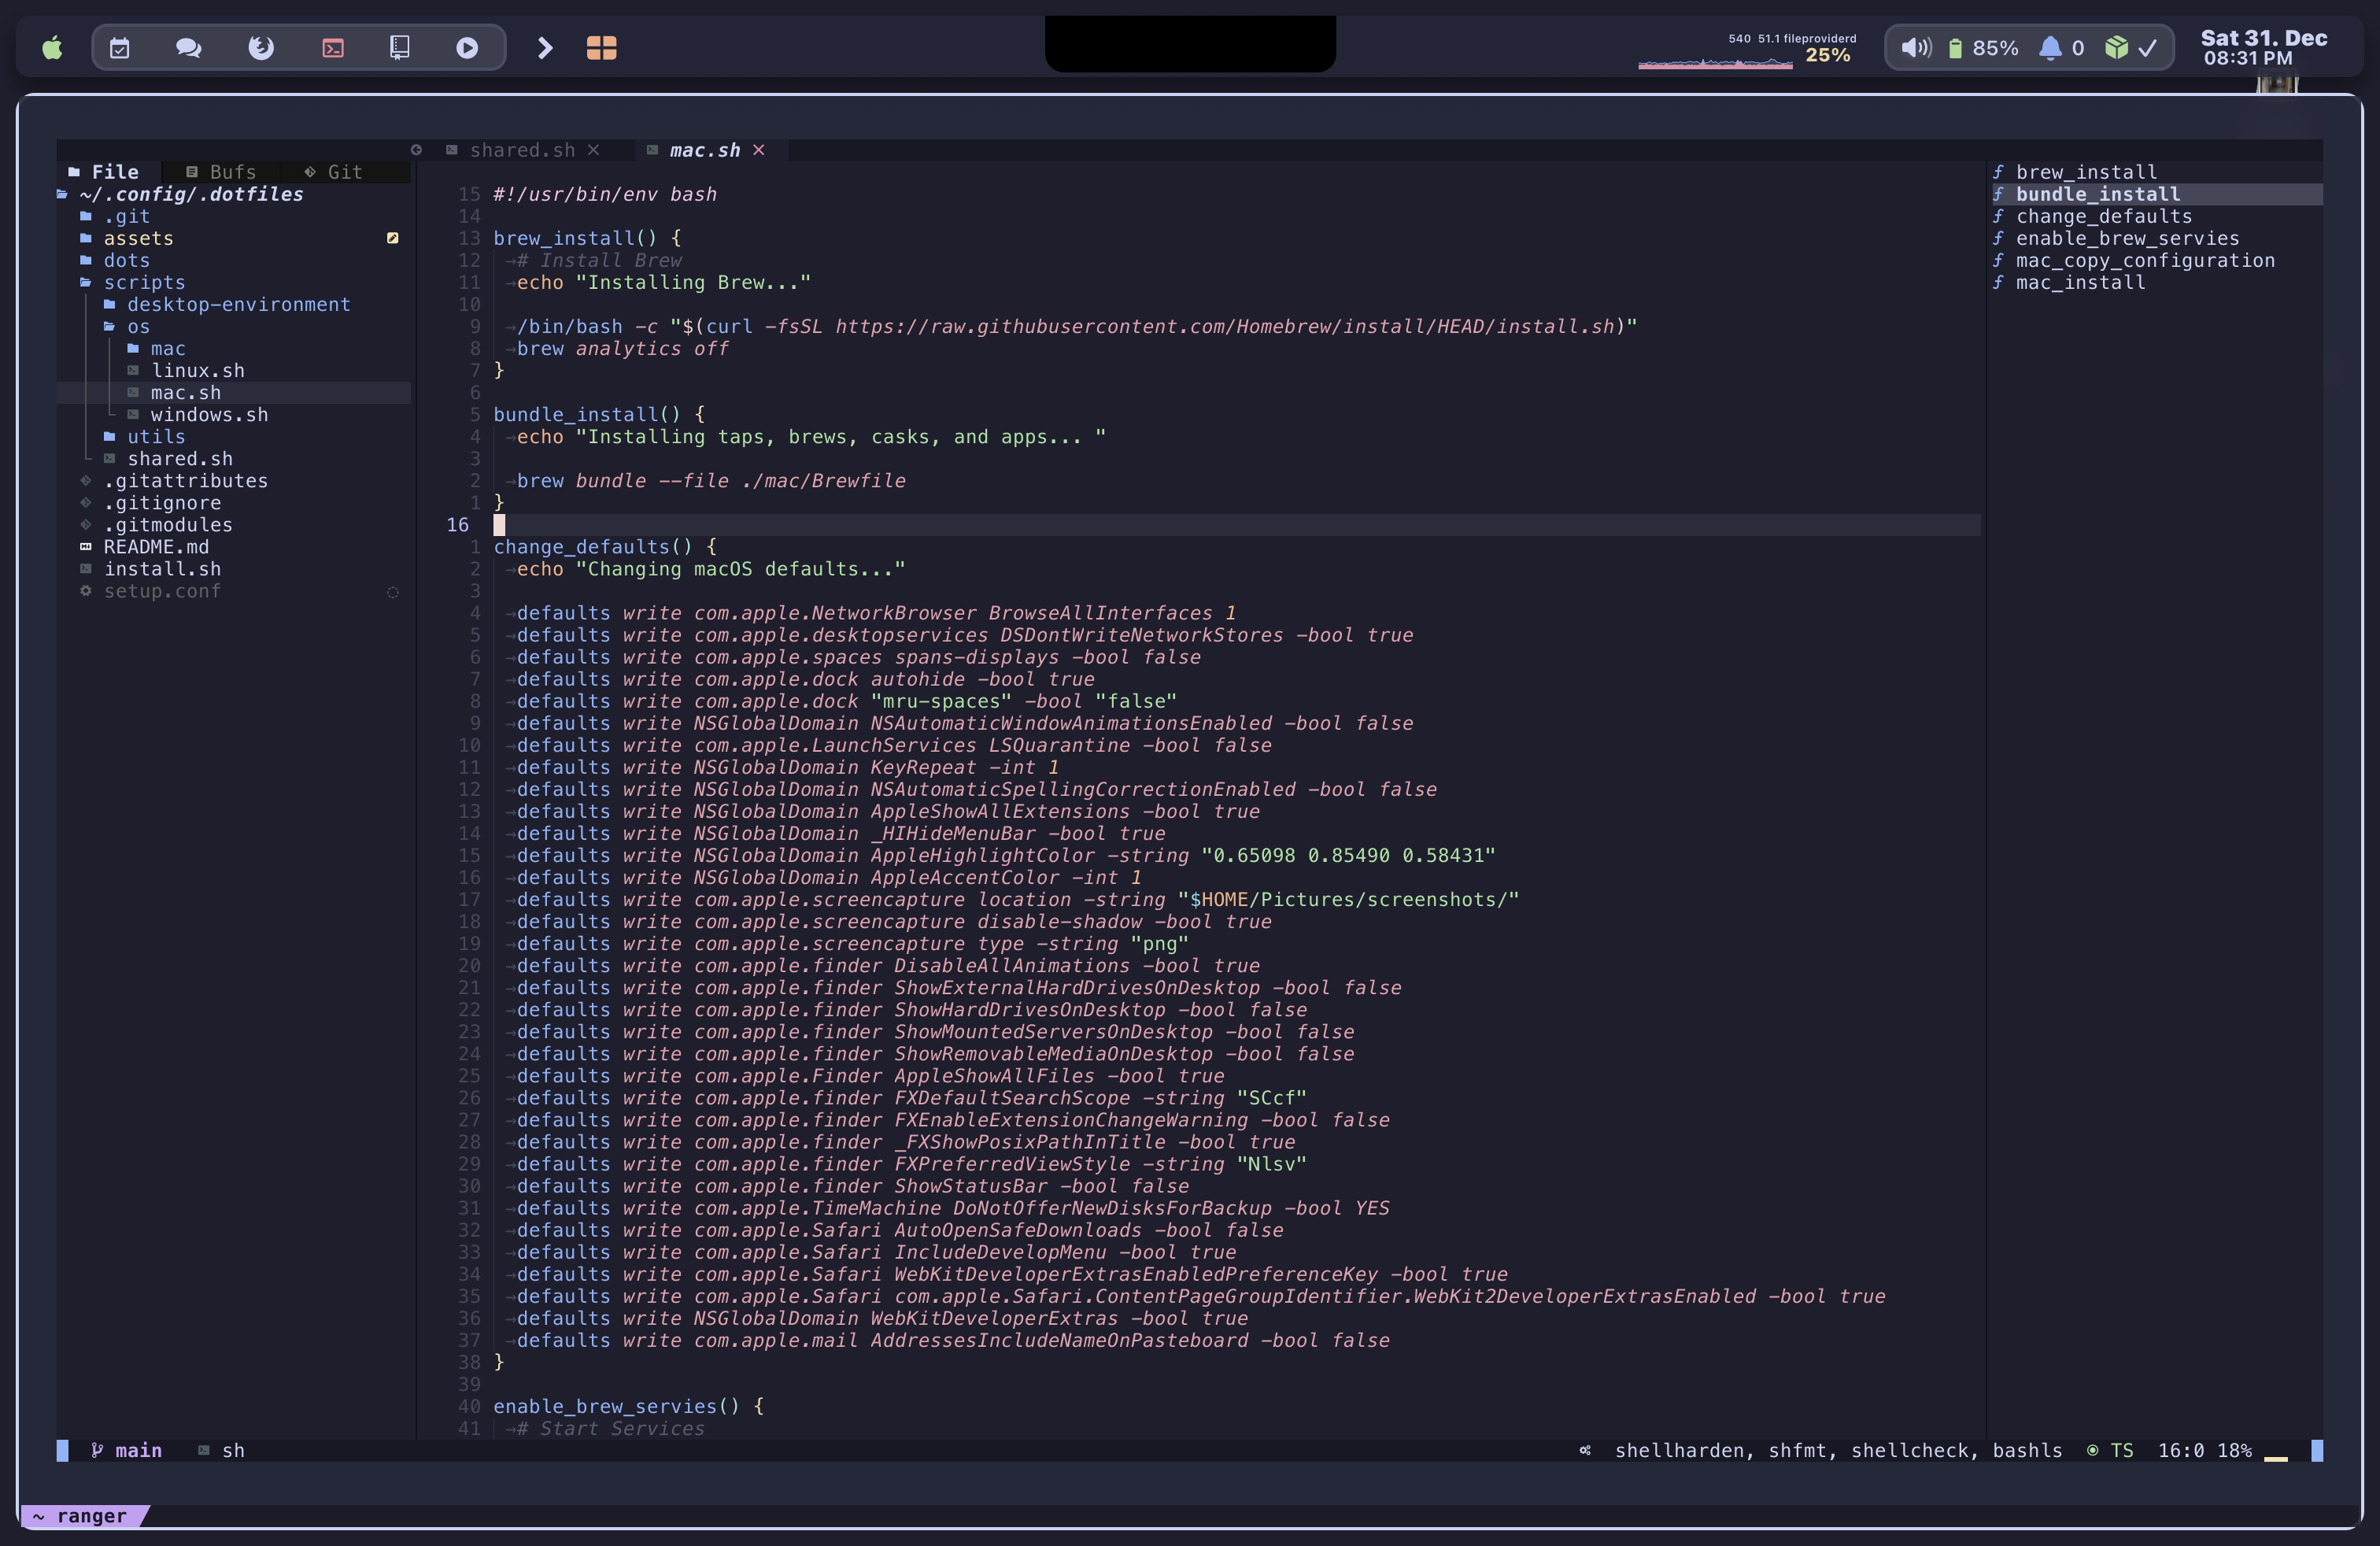 540 51.1 fileproviderd
25%
85%
0
Sat 31. Dec
08:31 PM
shared.sh
mac.sh
File Bufs Git
~/.config/.dotfiles
.git
assets
dots
scripts
desktop-environment
os
mac
linux.sh
mac.sh
windows.sh
utils
shared.sh
.gitattributes
.gitignore
.gitmodules
README.md
install.sh
setup.conf
15 #!/usr/bin/env bash
14
13 brew_install() {
12 →# Install Brew
11 →echo "Installing Brew..."
10
9 →/bin/bash -c "$(curl -fsSL https://raw.githubusercontent.com/Homebrew/install/HEAD/install.sh)"
8 →brew analytics off
7 }
6
5 bundle_install() {
4 →echo "Installing taps, brews, casks, and apps... "
3
2 →brew bundle --file ./mac/Brewfile
1 }
16
1 change_defaults() {
2 →echo "Changing macOS defaults..."
3
4 →defaults write com.apple.NetworkBrowser BrowseAllInterfaces 1
5 →defaults write com.apple.desktopservices DSDontWriteNetworkStores -bool true
6 →defaults write com.apple.spaces spans-displays -bool false
7 →defaults write com.apple.dock autohide -bool true
8 →defaults write com.apple.dock "mru-spaces" -bool "false"
9 →defaults write NSGlobalDomain NSAutomaticWindowAnimationsEnabled -bool false
10 →defaults write com.apple.LaunchServices LSQuarantine -bool false
11 →defaults write NSGlobalDomain KeyRepeat -int 1
12 →defaults write NSGlobalDomain NSAutomaticSpellingCorrectionEnabled -bool false
13 →defaults write NSGlobalDomain AppleShowAllExtensions -bool true
14 →defaults write NSGlobalDomain _HIHideMenuBar -bool true
15 →defaults write NSGlobalDomain AppleHighlightColor -string "0.65098 0.85490 0.58431"
16 →defaults write NSGlobalDomain AppleAccentColor -int 1
17 →defaults write com.apple.screencapture location -string "$HOME/Pictures/screenshots/"
18 →defaults write com.apple.screencapture disable-shadow -bool true
19 →defaults write com.apple.screencapture type -string "png"
20 →defaults write com.apple.finder DisableAllAnimations -bool true
21 →defaults write com.apple.finder ShowExternalHardDrivesOnDesktop -bool false
22 →defaults write com.apple.finder ShowHardDrivesOnDesktop -bool false
23 →defaults write com.apple.finder ShowMountedServersOnDesktop -bool false
24 →defaults write com.apple.finder ShowRemovableMediaOnDesktop -bool false
25 →defaults write com.apple.Finder AppleShowAllFiles -bool true
26 →defaults write com.apple.finder FXDefaultSearchScope -string "SCcf"
27 →defaults write com.apple.finder FXEnableExtensionChangeWarning -bool false
28 →defaults write com.apple.finder _FXShowPosixPathInTitle -bool true
29 →defaults write com.apple.finder FXPreferredViewStyle -string "Nlsv"
30 →defaults write com.apple.finder ShowStatusBar -bool false
31 →defaults write com.apple.TimeMachine DoNotOfferNewDisksForBackup -bool YES
32 →defaults write com.apple.Safari AutoOpenSafeDownloads -bool false
33 →defaults write com.apple.Safari IncludeDevelopMenu -bool true
34 →defaults write com.apple.Safari WebKitDeveloperExtrasEnabledPreferenceKey -bool true
35 →defaults write com.apple.Safari com.apple.Safari.ContentPageGroupIdentifier.WebKit2DeveloperExtrasEnabled -bool true
36 →defaults write NSGlobalDomain WebKitDeveloperExtras -bool true
37 →defaults write com.apple.mail AddressesIncludeNameOnPasteboard -bool false
38 }
39
40 enable_brew_servies() {
41 →# Start Services
f brew_install
f bundle_install
f change_defaults
f enable_brew_servies
f mac_copy_configuration
f mac_install
main sh
shellharden, shfmt, shellcheck, bashls TS 16:0 18%
~ ranger